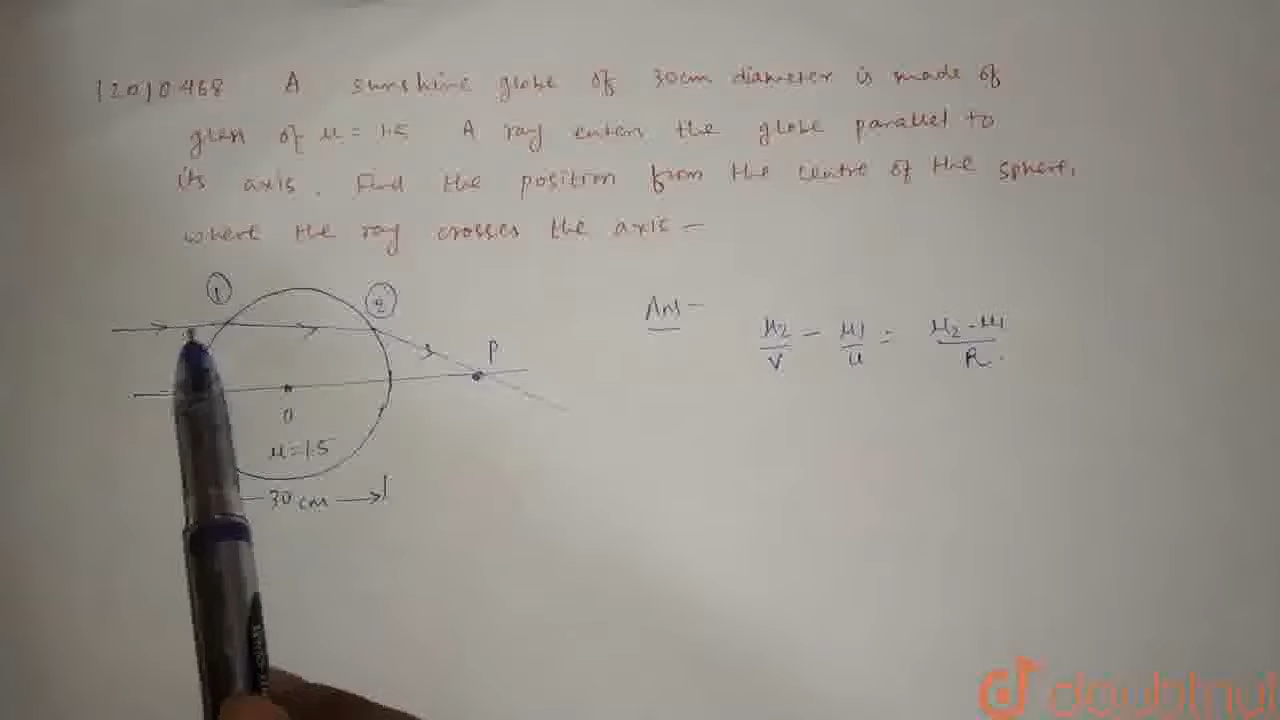 12010468 A sunshine globe of 30cm diameter is made of
glass of μ = 1.5 A ray enters the globe parallel to
its axis. Find the position from the centre of the sphere,
where the ray crosses the axis -
1
2
P
O
μ=1.5
30 cm
Ans -
μ2/V - μ1/u = μ2-μ1/R.
doubtnut